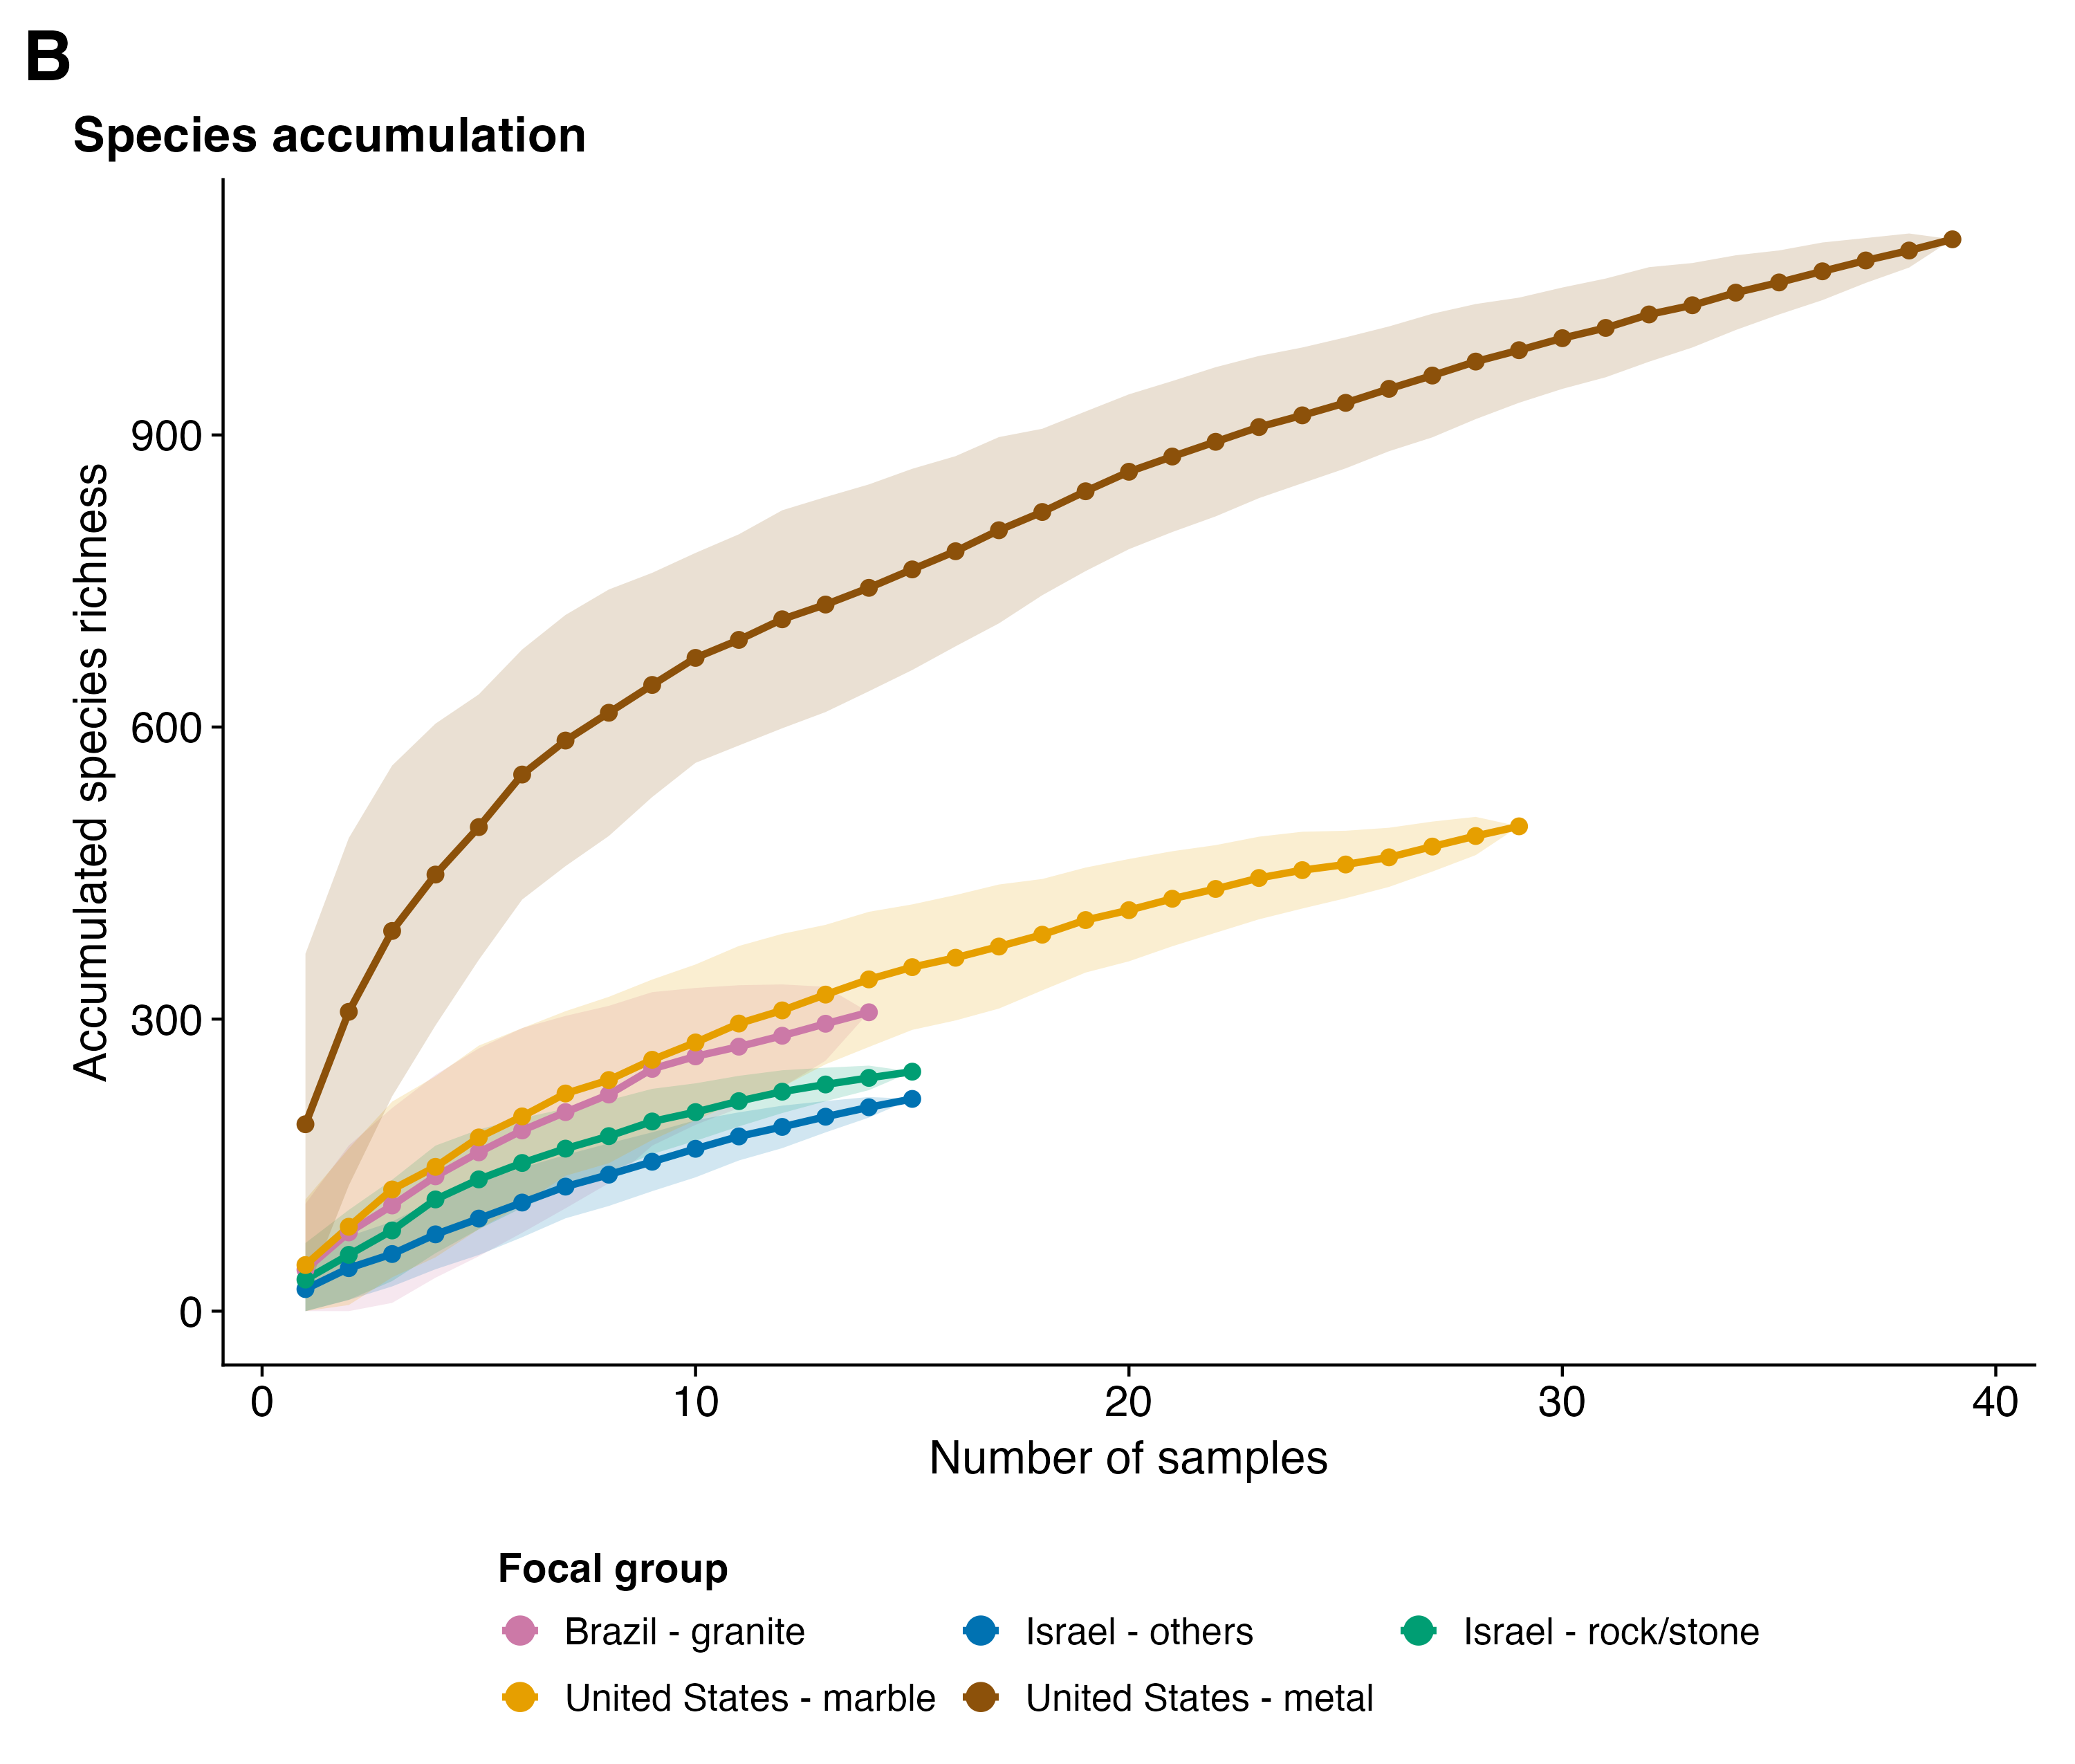 B
Species accumulation
Accumulated species richness
900
600
300
0
0 10 20 30 40
Number of samples
Focal group
Brazil - granite Israel - others Israel - rock/stone
United States - marble United States - metal